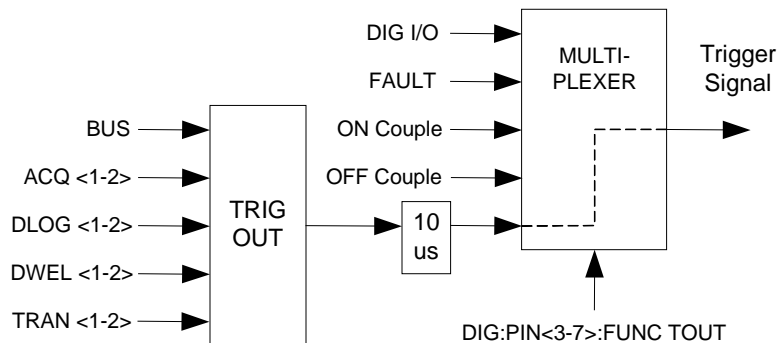 DIG I/O
FAULT
ON Couple
OFF Couple
MULTI-
PLEXER
Trigger
Signal
BUS
ACQ <1-2>
DLOG <1-2>
DWEL <1-2>
TRAN <1-2>
TRIG
OUT
10
us
DIG:PIN<3-7>:FUNC TOUT